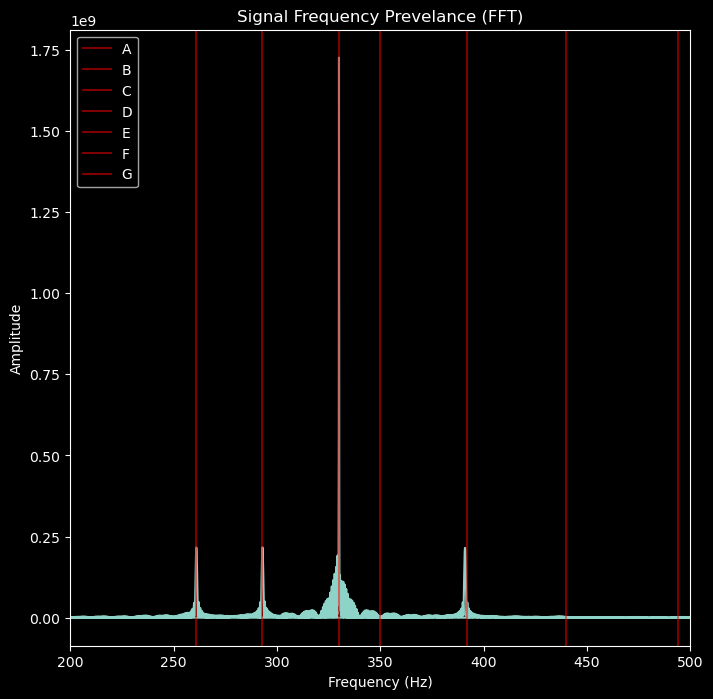 Signal Frequency Prevelance (FFT)
1e9
1.75
1.50
1.25
1.00
0.75
0.50
0.25
0.00
Amplitude
A
B
C
D
E
F
G
200
250
300
350
400
450
500
Frequency (Hz)